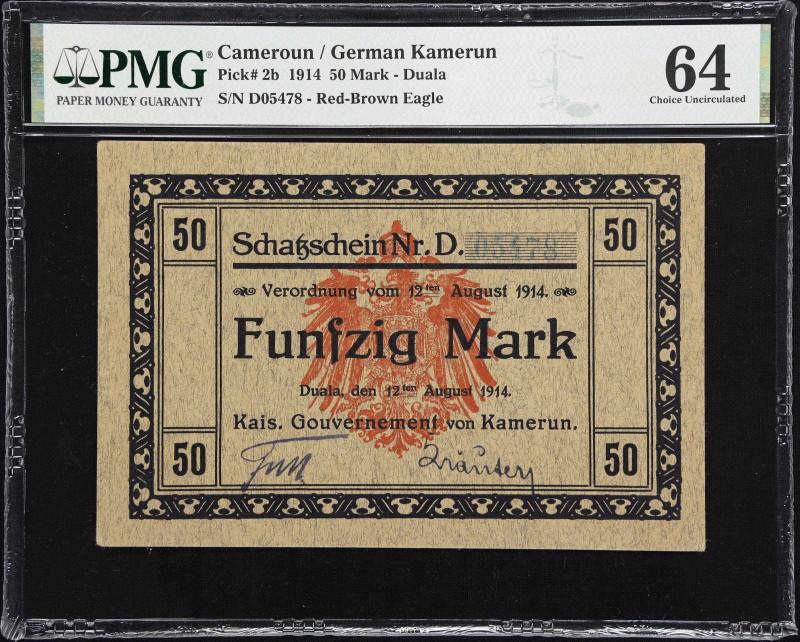 PMG®
PAPER MONEY GUARANTY
Cameroun / German Kamerun
Pick# 2b 1914 50 Mark - Duala
S/N D05478 - Red-Brown Eagle
64
Choice Uncirculated
50 50
Schatzschein Nr. D. 05478
Verordnung vom 12ten August 1914.
Funfzig Mark
Duala, den 12ten August 1914.
Kais. Gouvernement von Kamerun.
50 50